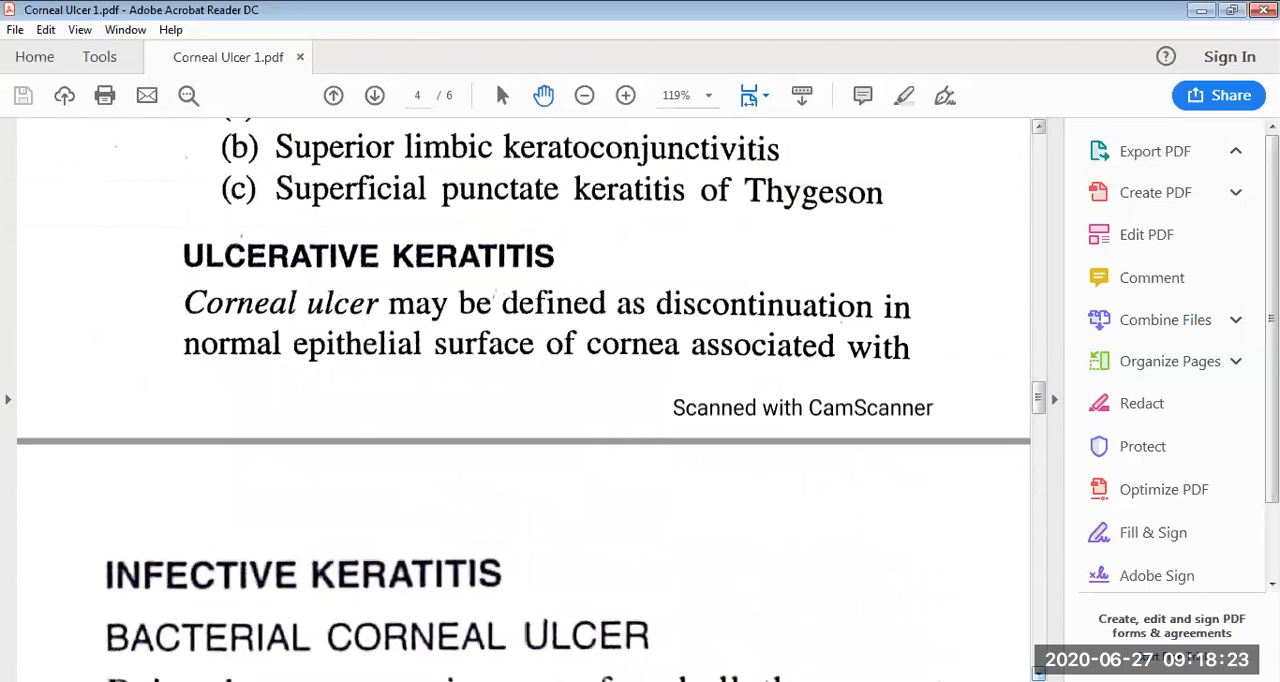 Corneal Ulcer 1.pdf - Adobe Acrobat Reader DC
File Edit View Window Help
Home Tools Corneal Ulcer 1.pdf × Sign In
4 / 6 119% Share
(b) Superior limbic keratoconjunctivitis
(c) Superficial punctate keratitis of Thygeson
ULCERATIVE KERATITIS
Corneal ulcer may be defined as discontinuation in
normal epithelial surface of cornea associated with
Scanned with CamScanner
INFECTIVE KERATITIS
BACTERIAL CORNEAL ULCER
Export PDF
Create PDF
Edit PDF
Comment
Combine Files
Organize Pages
Redact
Protect
Optimize PDF
Fill & Sign
Adobe Sign
Create, edit and sign PDF
forms & agreements
2020-06-27 09:18:23